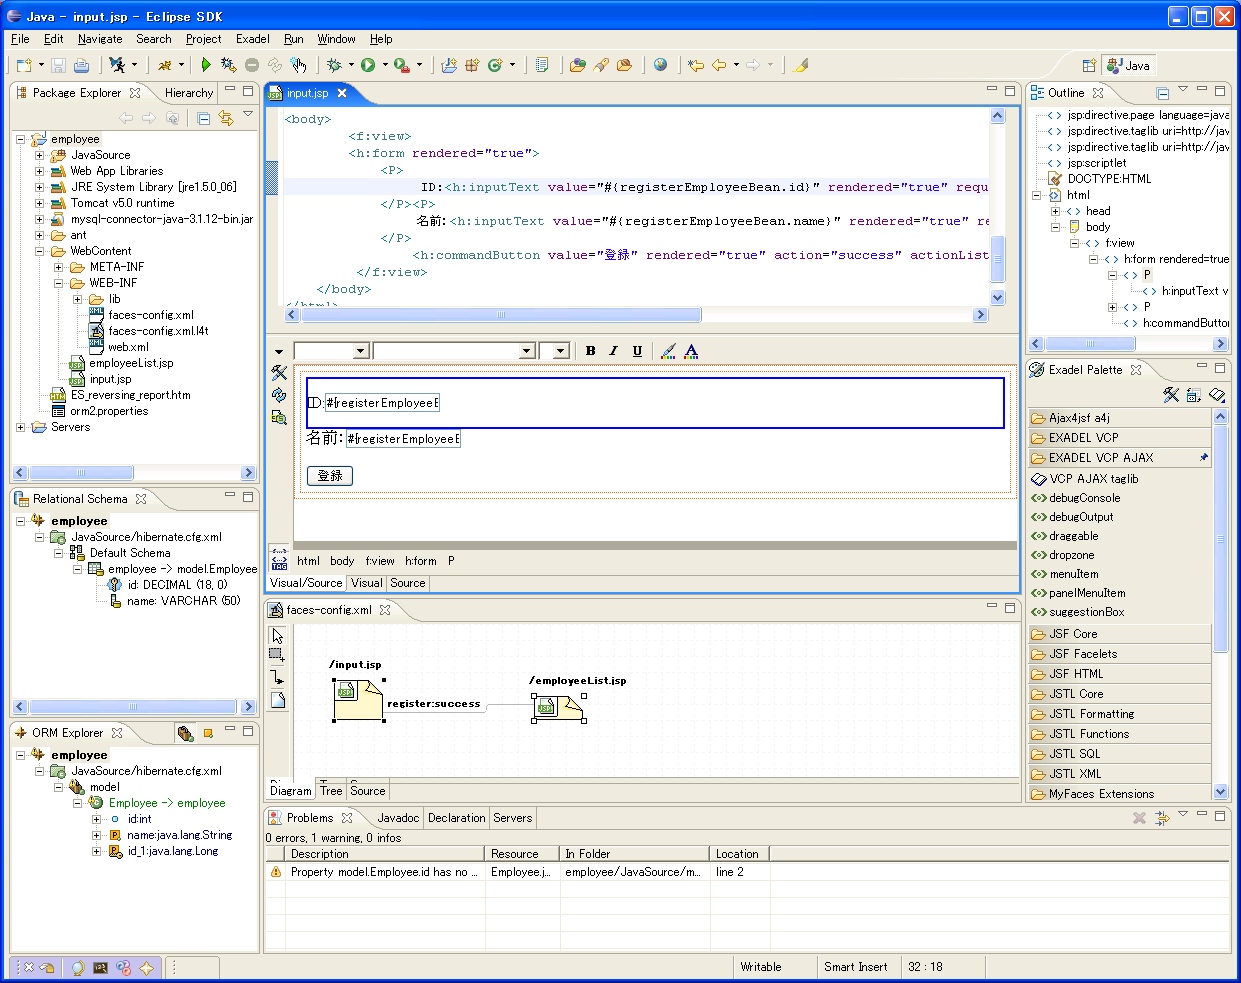 Java - input.jsp - Eclipse SDK
File Edit Navigate Search Project Exadel Run Window Help
Java
Package Explorer
Hierarchy
employee
JavaSource
Web App Libraries
JRE System Library [jre1.5.0_06]
Tomcat v5.0 runtime
mysql-connector-java-3.1.12-bin.jar
ant
WebContent
META-INF
WEB-INF
lib
faces-config.xml
faces-config.xml.l4t
web.xml
employeeList.jsp
input.jsp
ES_reversing_report.htm
orm2.properties
Servers
Relational Schema
employee
JavaSource/hibernate.cfg.xml
Default Schema
employee -> model.Employee
id: DECIMAL (18, 0)
name: VARCHAR (50)
ORM Explorer
employee
JavaSource/hibernate.cfg.xml
model
Employee -> employee
id:int
name:java.lang.String
id_1:java.lang.Long
input.jsp
<body>
<f:view>
<h:form rendered="true">
<P>
ID:<h:inputText value="#{registerEmployeeBean.id}" rendered="true" requ
</P><P>
名前:<h:inputText value="#{registerEmployeeBean.name}" rendered="true" re
</P>
<h:commandButton value="登録" rendered="true" action="success" actionList
</f:view>
</body>
</html>
B I U A
ID:#{registerEmployeeE
名前: #{registerEmployeeE
登録
html body f:view h:form P
Visual/Source Visual Source
faces-config.xml
/input.jsp
register:success
/employeeList.jsp
Diagram Tree Source
Problems Javadoc Declaration Servers
0 errors, 1 warning, 0 infos
Description Resource In Folder Location
Property model.Employee.id has no ... Employee.j... employee/JavaSource/m... line 2
Outline
jsp:directive.page language=java
jsp:directive.taglib uri=http://jav
jsp:directive.taglib uri=http://jav
jsp:scriptlet
DOCTYPE:HTML
html
head
body
f:view
h:form rendered=true
P
h:inputText v
P
h:commandButton
Exadel Palette
Ajax4jsf a4j
EXADEL VCP
EXADEL VCP AJAX
VCP AJAX taglib
debugConsole
debugOutput
draggable
dropzone
menuItem
panelMenuItem
suggestionBox
JSF Core
JSF Facelets
JSF HTML
JSTL Core
JSTL Formatting
JSTL Functions
JSTL SQL
JSTL XML
MyFaces Extensions
Writable Smart Insert 32 : 18